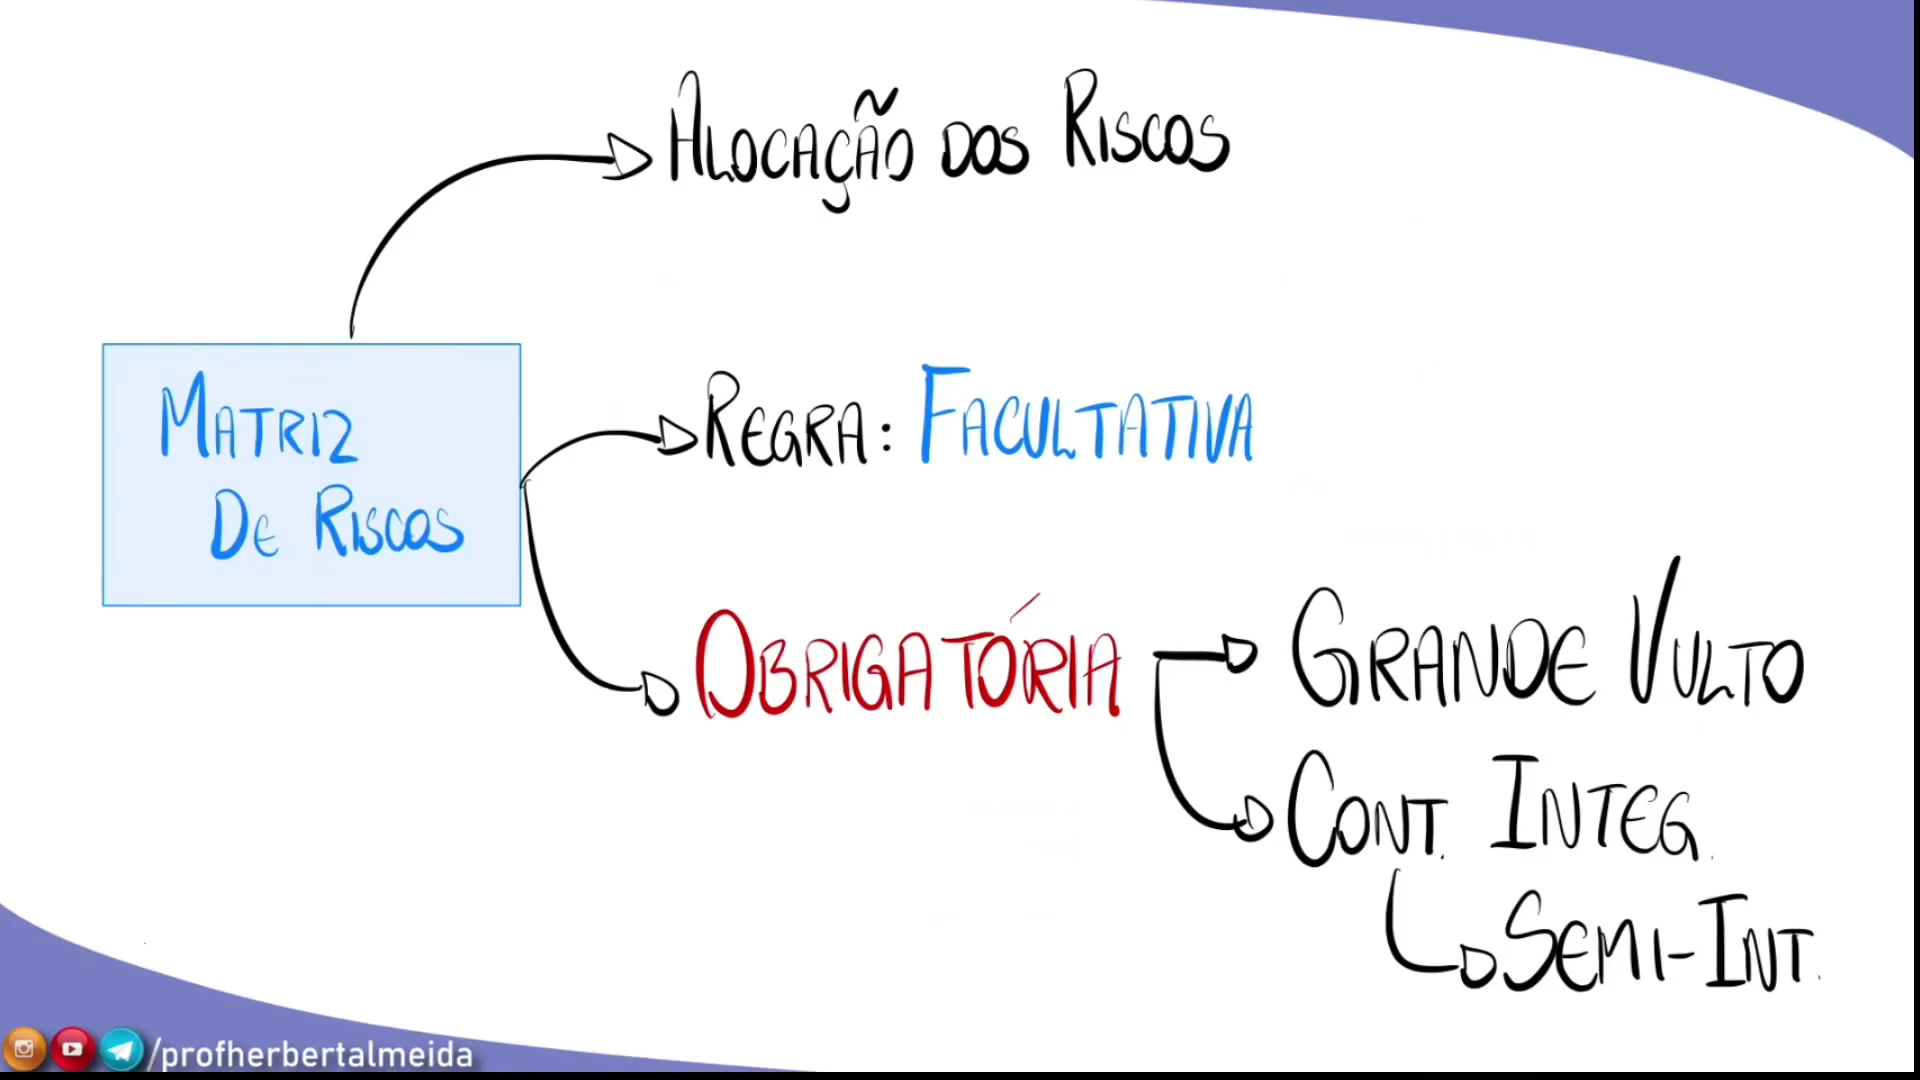 Alocação dos Riscos
Matriz
De Riscos
Regra: Facultativa
Obrigatória
Grande Vulto
Cont. Integ.
Semi-Int.
/profherbertalmeida